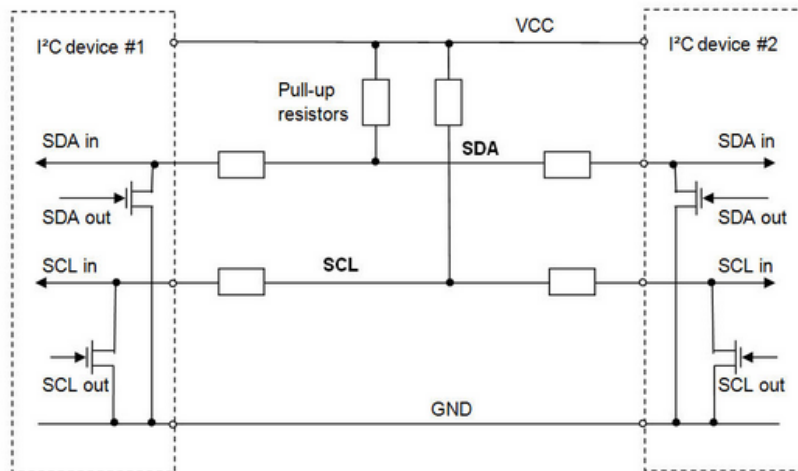 VCC
I²C device #1
I²C device #2
Pull-up
resistors
SDA in
SDA
SDA in
SDA out
SDA out
SCL in
SCL
SCL in
SCL out
SCL out
GND